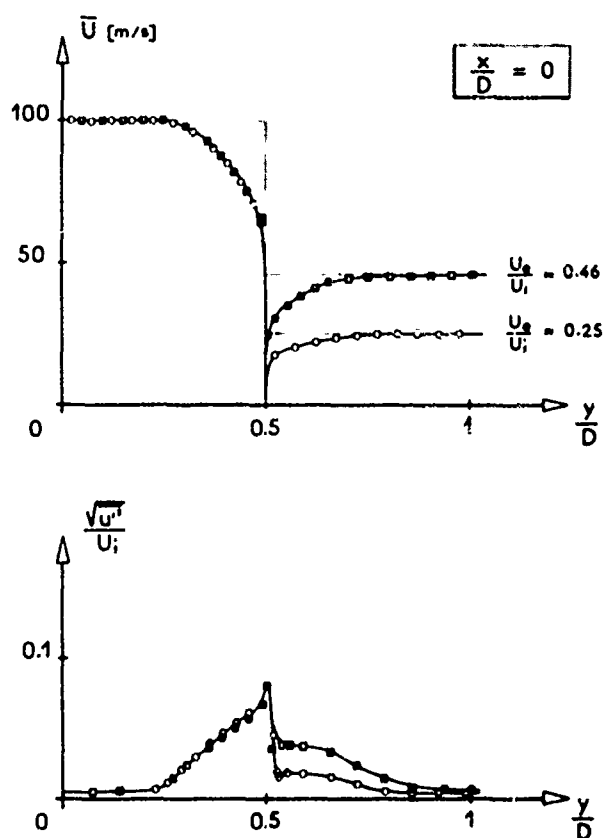 U̅ [m/s]
x/D = 0
100
50
Ue/Ui = 0.46
Ue/Ui = 0.25
0
0.5
1
y/D
√u'²/Ui
0.1
0
0.5
1
y/D